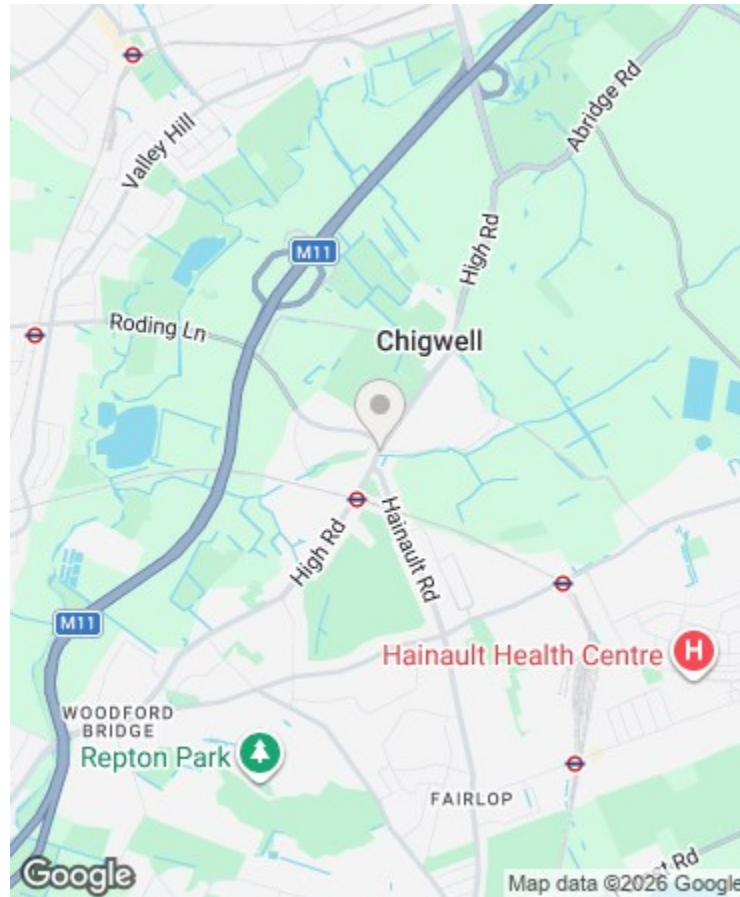 Abridge Rd
Valley Hill
High Rd
M11
Roding Ln
Chigwell
Hainault Rd
High Rd
M11
Hainault Health Centre
H
WOODFORD
BRIDGE
Repton Park
FAIRLOP
Rd
Google
Map data ©2026 Google